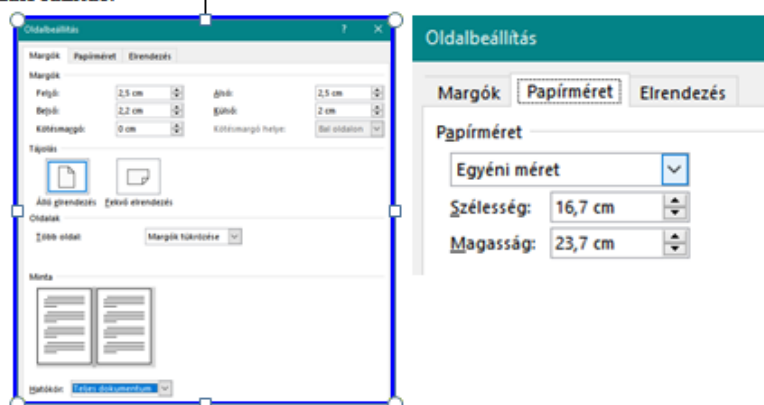 Oldalbeállítás ? ×
Margók Papírméret Elrendezés
Margók
Felső: 2,5 cm Alsó: 2,5 cm
Belső: 2,2 cm Külső: 2 cm
Kötésmargó: 0 cm Kötésmargó helye: Bal oldalon
Tájolás
Álló elrendezés Fekvő elrendezés
Oldalak
Több oldal: Margók tükrözése
Minta
Hatókör: Teljes dokumentum
Oldalbeállítás
Margók Papírméret Elrendezés
Papírméret
Egyéni méret
Szélesség: 16,7 cm
Magasság: 23,7 cm